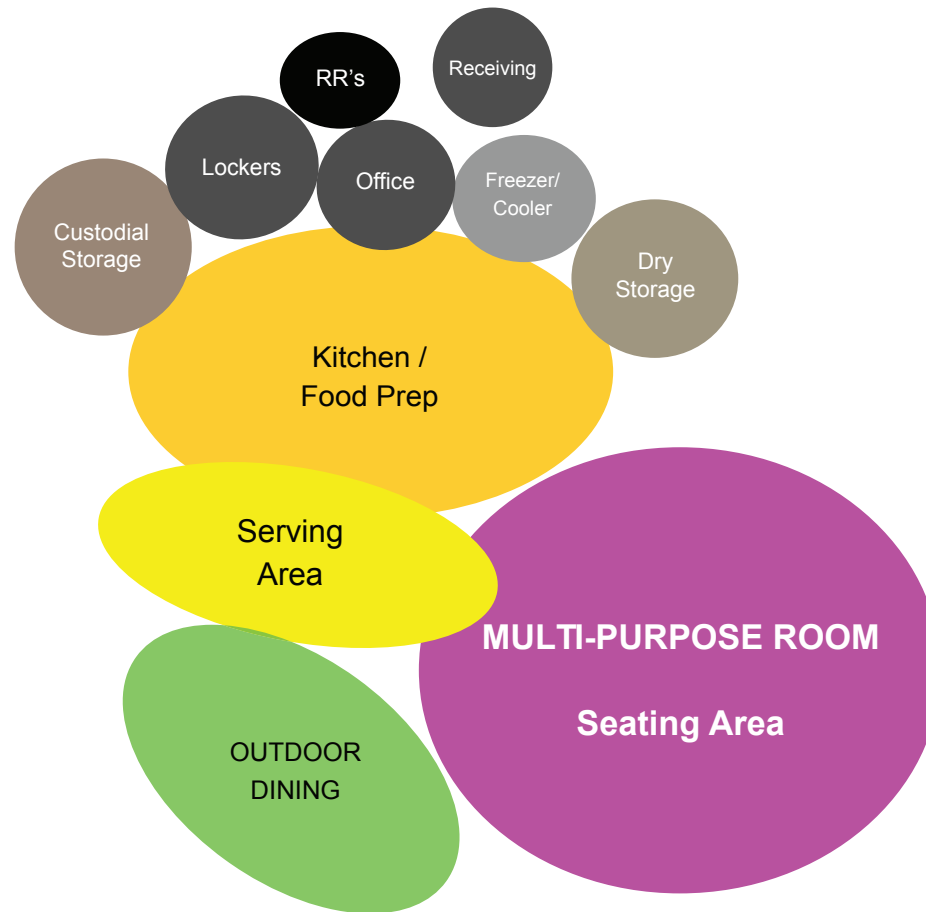 RR’s
Receiving
Lockers
Office
Freezer/
Cooler
Custodial
Storage
Dry
Storage
Kitchen /
Food Prep
Serving
Area
MULTI-PURPOSE ROOM
Seating Area
OUTDOOR
DINING